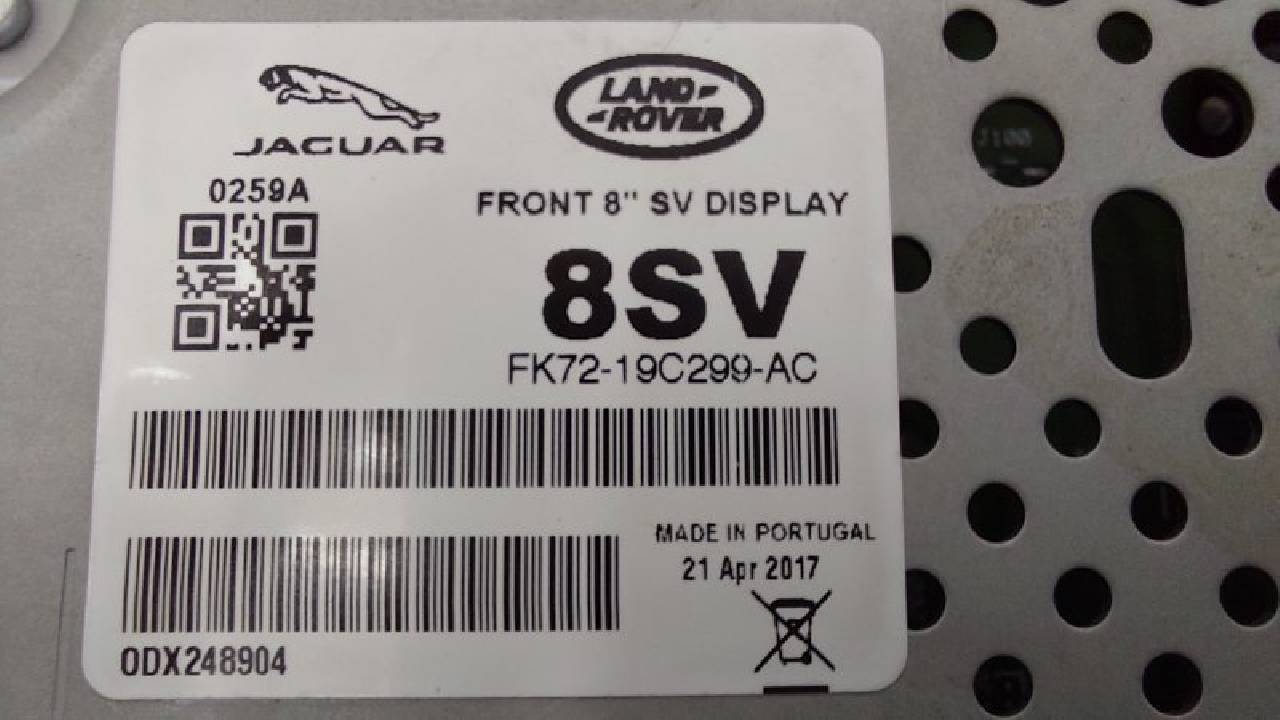 JAGUAR
LAND
ROVER
0259A
FRONT 8" SV DISPLAY
8SV
FK72-19C299-AC
MADE IN PORTUGAL
21 Apr 2017
ODX248904
J100